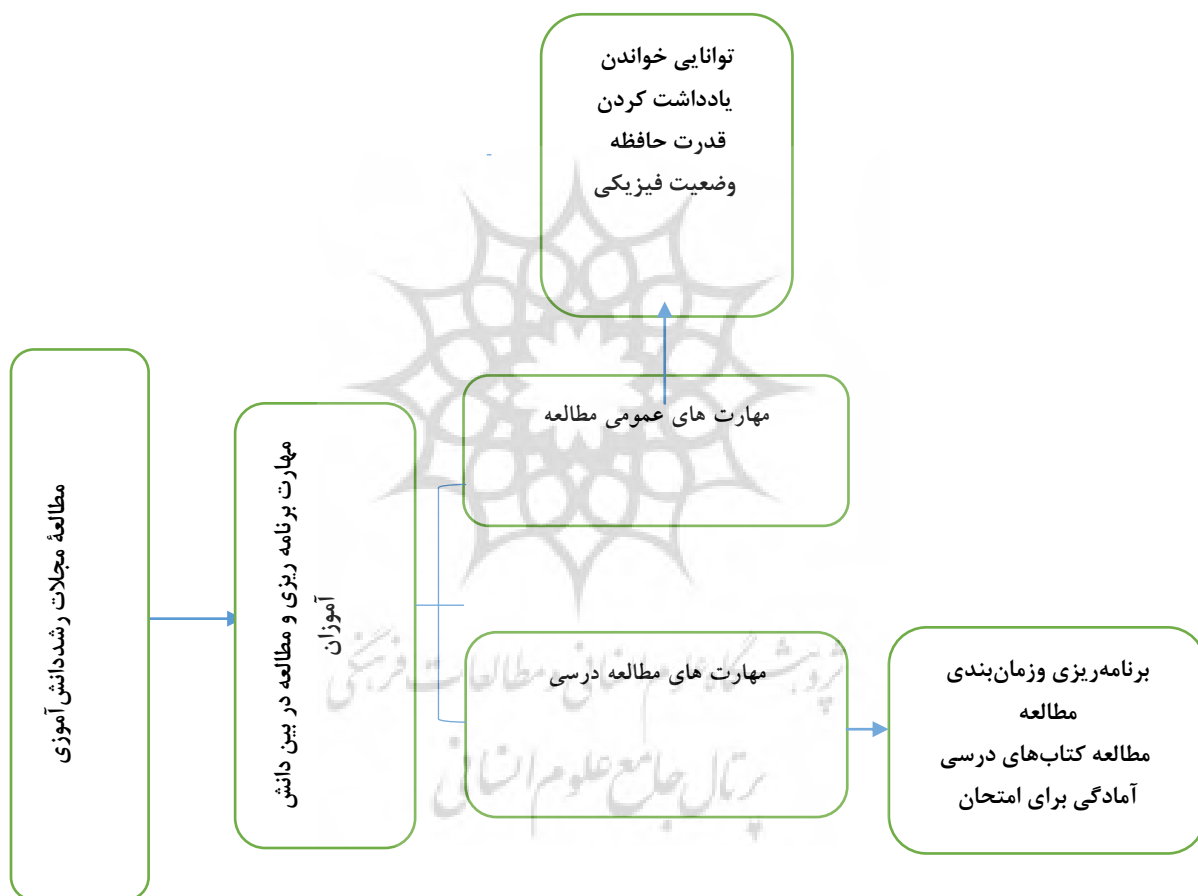 توانایی خواندن
یادداشت کردن
قدرت حافظه
وضعیت فیزیکی
مهارت های عمومی مطالعه
مطالعهٔ مجلات رشددانش آموزی
مهارت برنامه ریزی و مطالعه در بین دانش
آموزان
مهارت های مطالعه درسی
برنامه‌ریزی وزمان‌بندی
مطالعه
مطالعه کتاب‌های درسی
آمادگی برای امتحان
پژوهشگاه علوم انسانی و مطالعات فرهنگی
پرتال جامع علوم انسانی